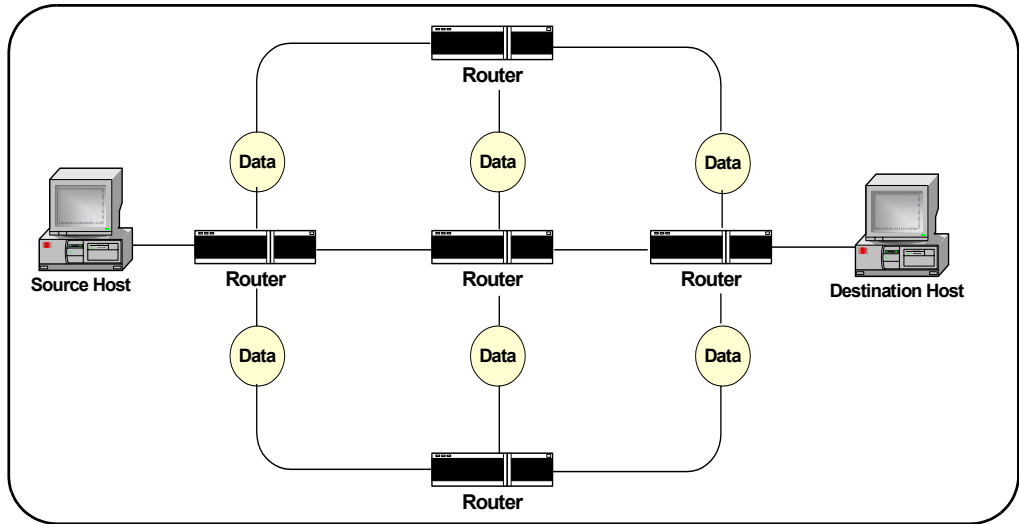 Router
Data Data Data
Source Host Router Router Router Destination Host
Data Data Data
Router